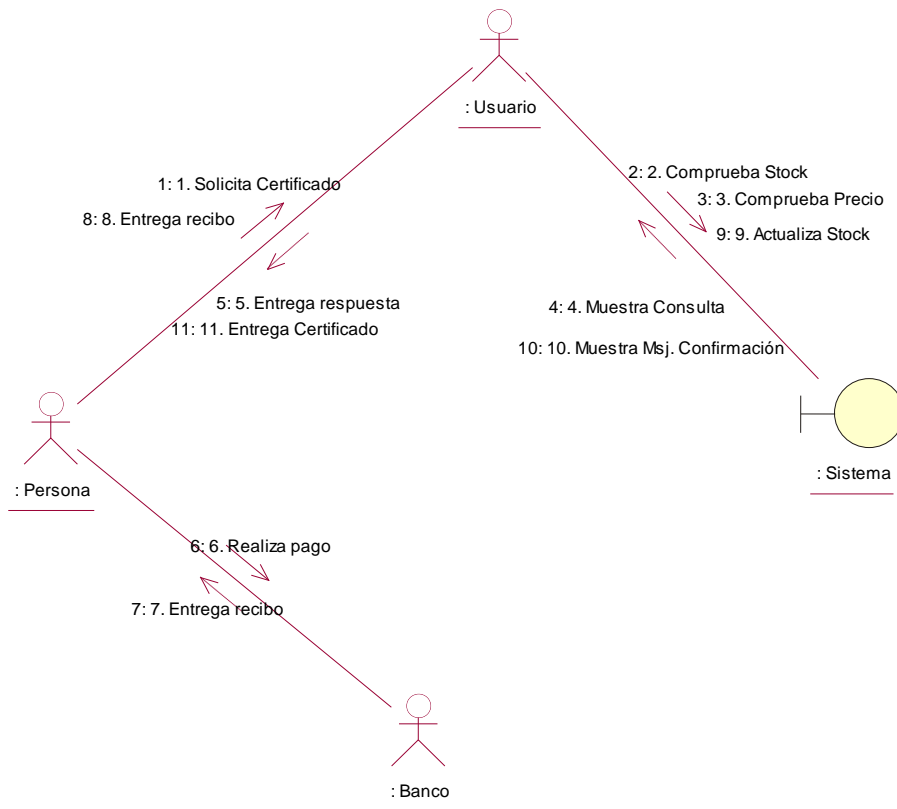 : Usuario
1: 1. Solicita Certificado
8: 8. Entrega recibo
2: 2. Comprueba Stock
3: 3. Comprueba Precio
9: 9. Actualiza Stock
5: 5. Entrega respuesta
11: 11. Entrega Certificado
4: 4. Muestra Consulta
10: 10. Muestra Msj. Confirmación
: Persona
: Sistema
6: 6. Realiza pago
7: 7. Entrega recibo
: Banco